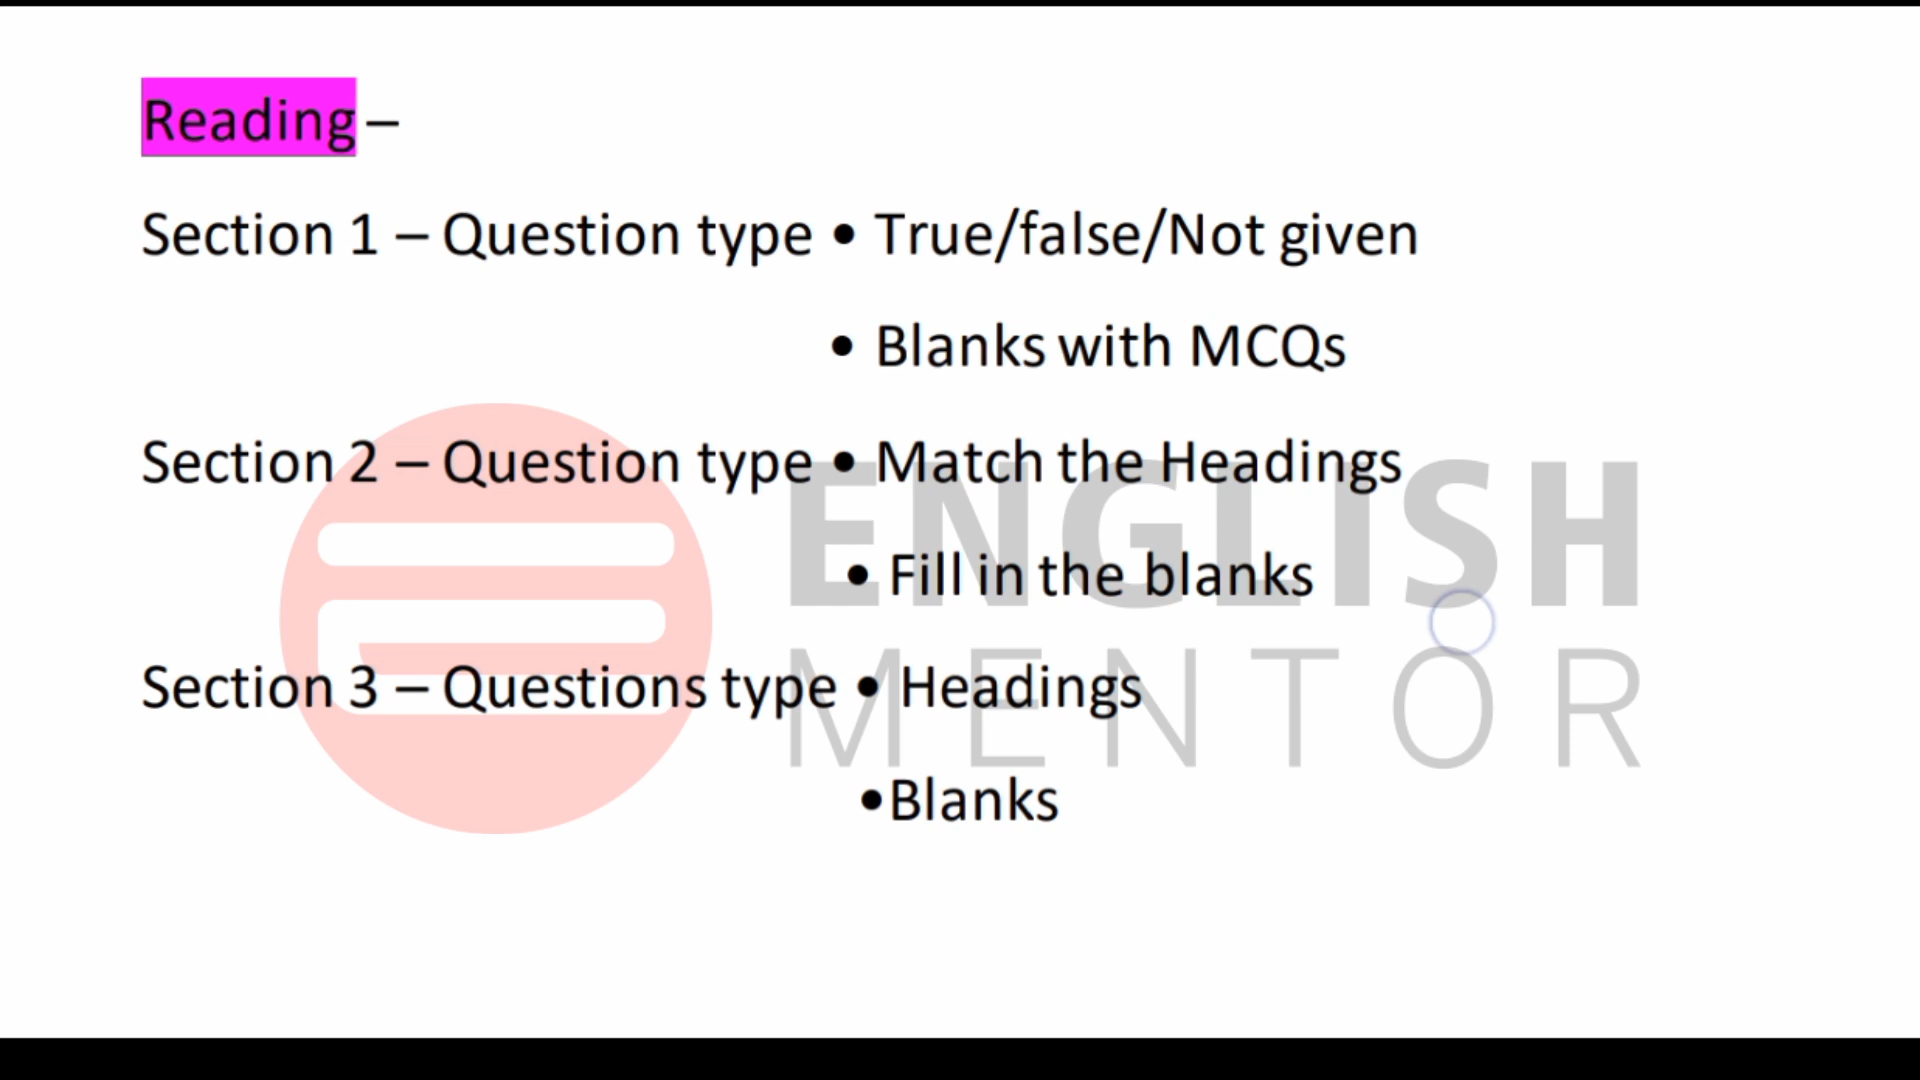 Reading –
Section 1 – Question type • True/false/Not given
• Blanks with MCQs
Section 2 – Question type • Match the Headings
• Fill in the blanks
Section 3 – Questions type • Headings
•Blanks
ENGLISH
MENTOR